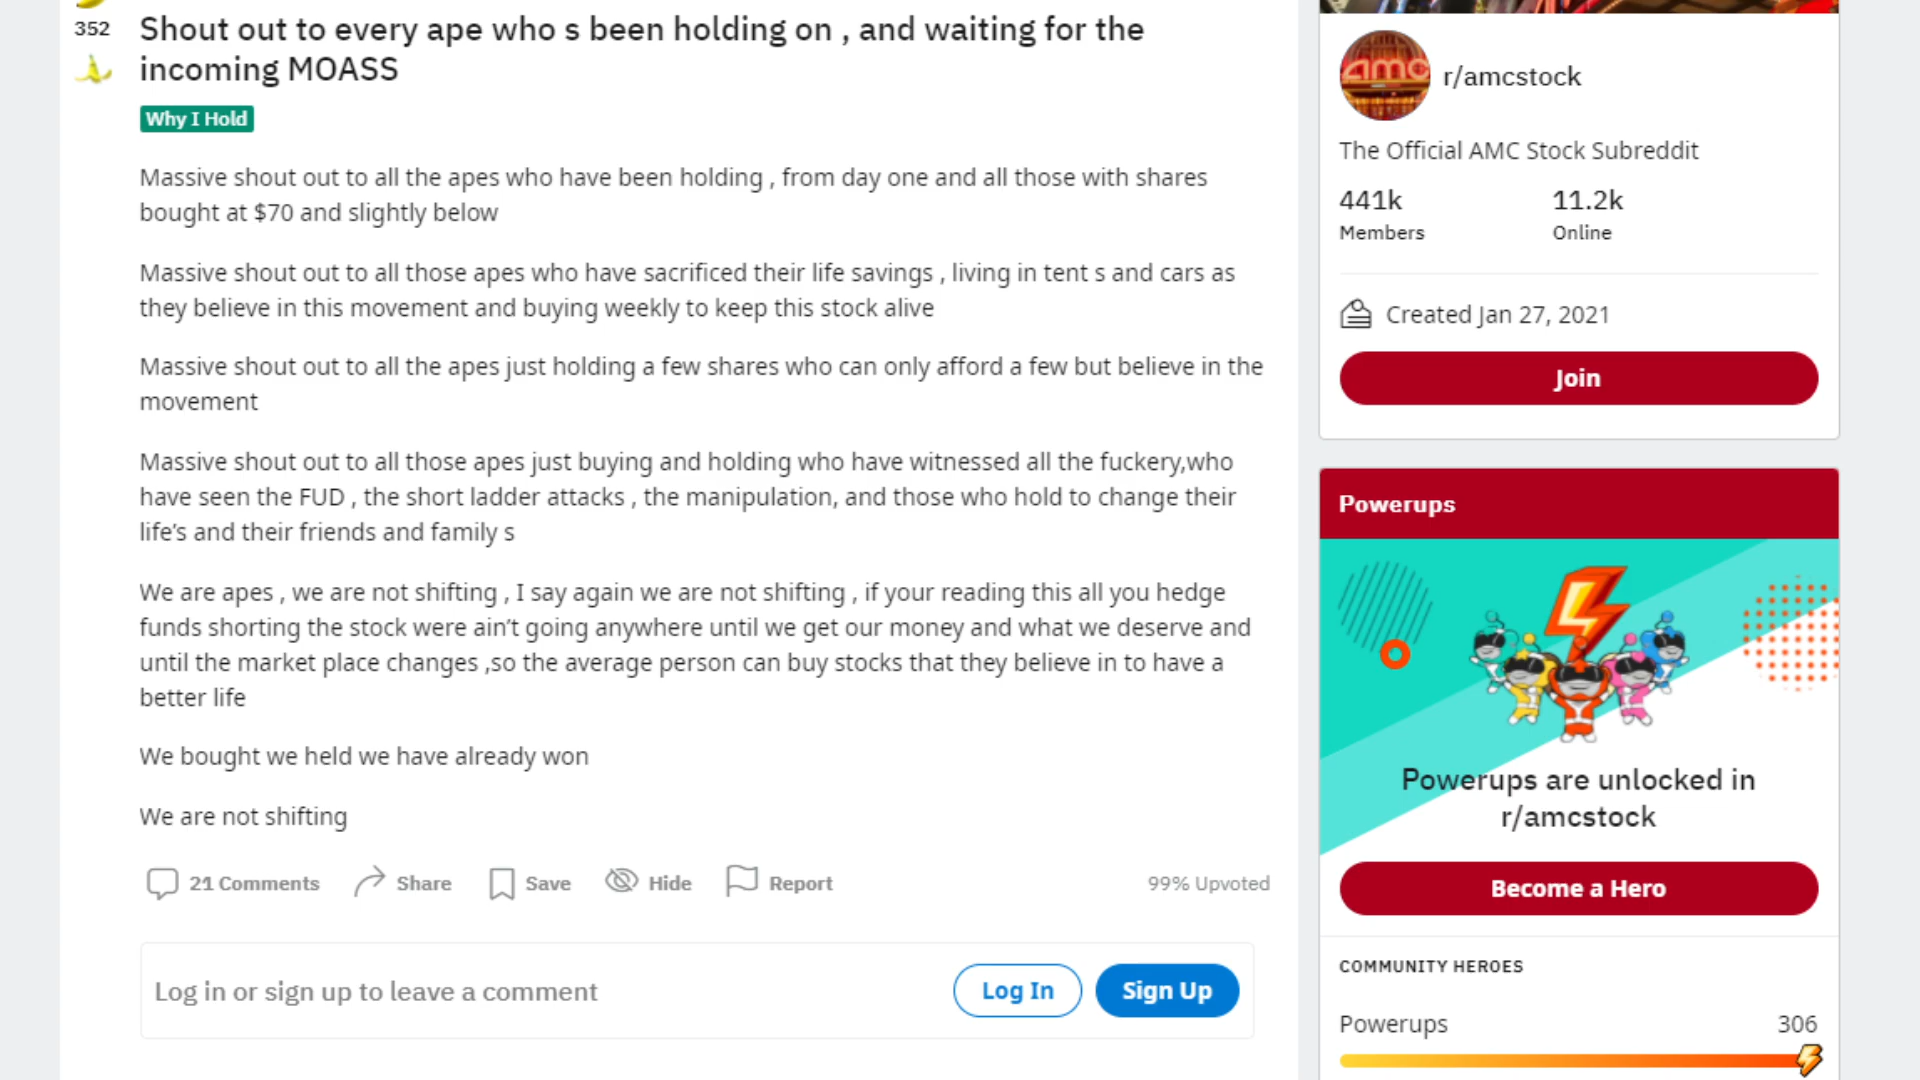 352
Shout out to every ape who s been holding on , and waiting for the
incoming MOASS
Why I Hold
Massive shout out to all the apes who have been holding , from day one and all those with shares
bought at $70 and slightly below
Massive shout out to all those apes who have sacrificed their life savings , living in tent s and cars as
they believe in this movement and buying weekly to keep this stock alive
Massive shout out to all the apes just holding a few shares who can only afford a few but believe in the
movement
Massive shout out to all those apes just buying and holding who have witnessed all the fuckery,who
have seen the FUD , the short ladder attacks , the manipulation, and those who hold to change their
life’s and their friends and family s
We are apes , we are not shifting , I say again we are not shifting , if your reading this all you hedge
funds shorting the stock were ain’t going anywhere until we get our money and what we deserve and
until the market place changes ,so the average person can buy stocks that they believe in to have a
better life
We bought we held we have already won
We are not shifting
21 Comments Share Save Hide Report 99% Upvoted
Log in or sign up to leave a comment Log In Sign Up
amc
r/amcstock
The Official AMC Stock Subreddit
441k 11.2k
Members Online
Created Jan 27, 2021
Join
Powerups
Powerups are unlocked in
r/amcstock
Become a Hero
COMMUNITY HEROES
Powerups 306